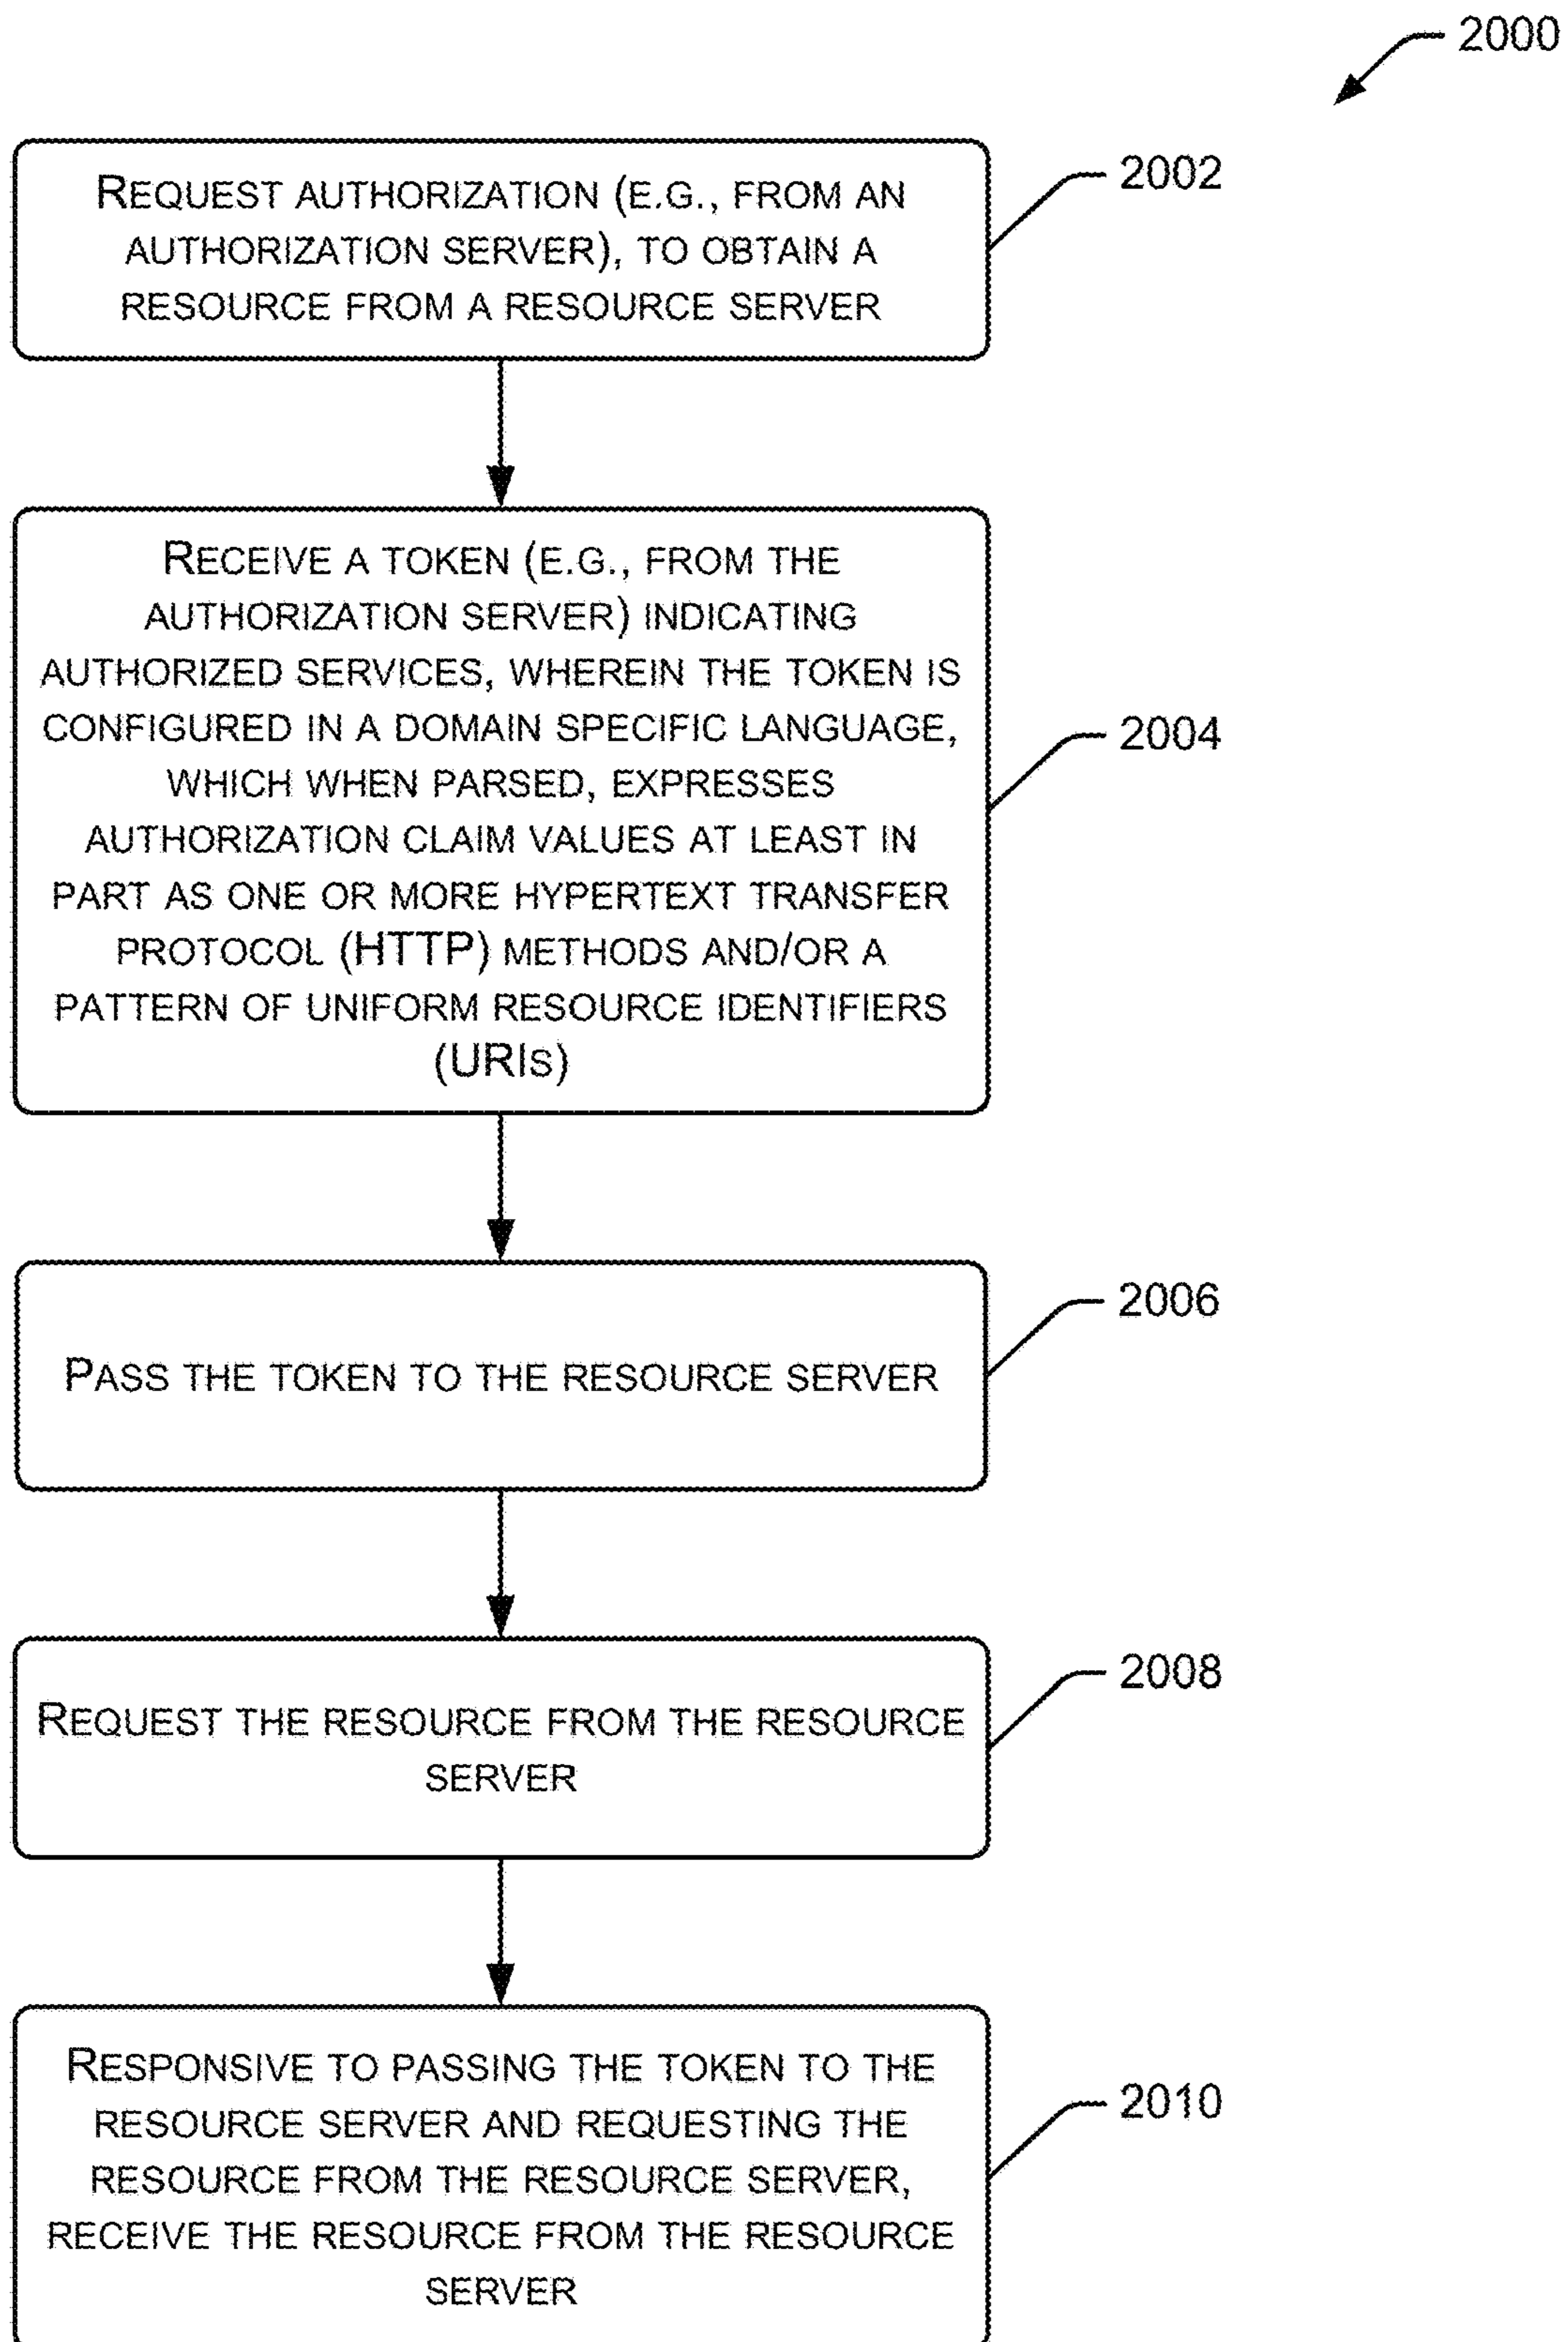 2000
REQUEST AUTHORIZATION (E.G., FROM AN
AUTHORIZATION SERVER), TO OBTAIN A
RESOURCE FROM A RESOURCE SERVER
2002
RECEIVE A TOKEN (E.G., FROM THE
AUTHORIZATION SERVER) INDICATING
AUTHORIZED SERVICES, WHEREIN THE TOKEN IS
CONFIGURED IN A DOMAIN SPECIFIC LANGUAGE,
WHICH WHEN PARSED, EXPRESSES
AUTHORIZATION CLAIM VALUES AT LEAST IN
PART AS ONE OR MORE HYPERTEXT TRANSFER
PROTOCOL (HTTP) METHODS AND/OR A
PATTERN OF UNIFORM RESOURCE IDENTIFIERS
(URIS)
2004
PASS THE TOKEN TO THE RESOURCE SERVER
2006
REQUEST THE RESOURCE FROM THE RESOURCE
SERVER
2008
RESPONSIVE TO PASSING THE TOKEN TO THE
RESOURCE SERVER AND REQUESTING THE
RESOURCE FROM THE RESOURCE SERVER,
RECEIVE THE RESOURCE FROM THE RESOURCE
SERVER
2010